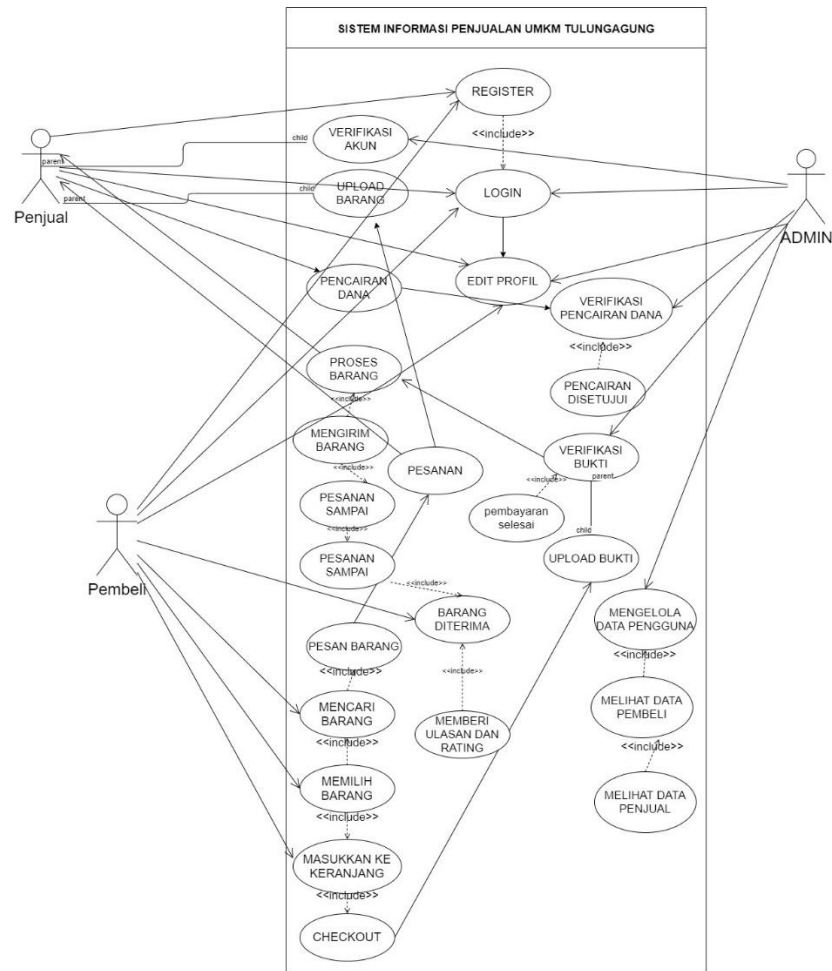 SISTEM INFORMASI PENJUALAN UMKM TULUNGAGUNG
REGISTER
<<include>>
child
VERIFIKASI
AKUN
parent
LOGIN
child
UPLOAD
BARANG
parent
Penjual
ADMIN
PENCAIRAN
DANA
EDIT PROFIL
VERIFIKASI
PENCAIRAN DANA
<<include>>
PROSES
BARANG
<<include>>
PENCAIRAN
DISETUJUI
MENGIRIM
BARANG
<<include>>
PESANAN
VERIFIKASI
BUKTI
parent
<<include>>
PESANAN
SAMPAI
<<include>>
pembayaran
selesai
child
PESANAN
SAMPAI
UPLOAD BUKTI
<<include>>
Pembeli
BARANG
DITERIMA
MENGELOLA
DATA PENGGUNA
<<include>>
PESAN BARANG
<<include>>
<<include>>
MENCARI
BARANG
<<include>>
MEMBERI
ULASAN DAN
RATING
MELIHAT DATA
PEMBELI
<<include>>
MEMILIH
BARANG
<<include>>
MELIHAT DATA
PENJUAL
MASUKKAN KE
KERANJANG
<<include>>
CHECKOUT